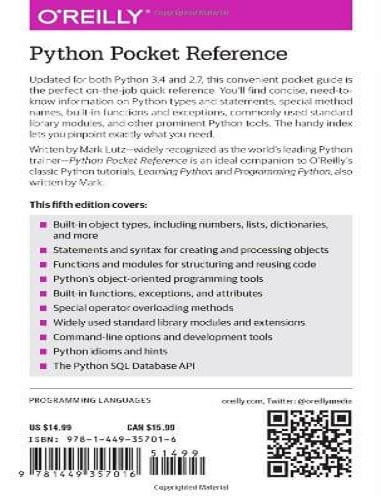 O'REILLY®
Copyrighted Material
Python Pocket Reference
Updated for both Python 3.4 and 2.7, this convenient pocket guide is
the perfect on-the-job quick reference. You'll find concise, need-to-
know information on Python types and statements, special method
names, built-in functions and exceptions, commonly used standard
library modules, and other prominent Python tools. The handy index
lets you pinpoint exactly what you need.
Written by Mark Lutz—widely recognized as the world's leading Python
trainer—Python Pocket Reference is an ideal companion to O'Reilly's
classic Python tutorials, Learning Python and Programming Python, also
written by Mark.
This fifth edition covers:
■ Built-in object types, including numbers, lists, dictionaries,
and more
■ Statements and syntax for creating and processing objects
■ Functions and modules for structuring and reusing code
■ Python's object-oriented programming tools
■ Built-in functions, exceptions, and attributes
■ Special operator overloading methods
■ Widely used standard library modules and extensions
■ Command-line options and development tools
■ Python idioms and hints
■ The Python SQL Database API
PROGRAMMING LANGUAGES
oreilly.com, Twitter: @oreillymedia
US $14.99 CAN $15.99
ISBN: 978-1-449-35701-6
51499
9 781449 357016
Copyrighted Material